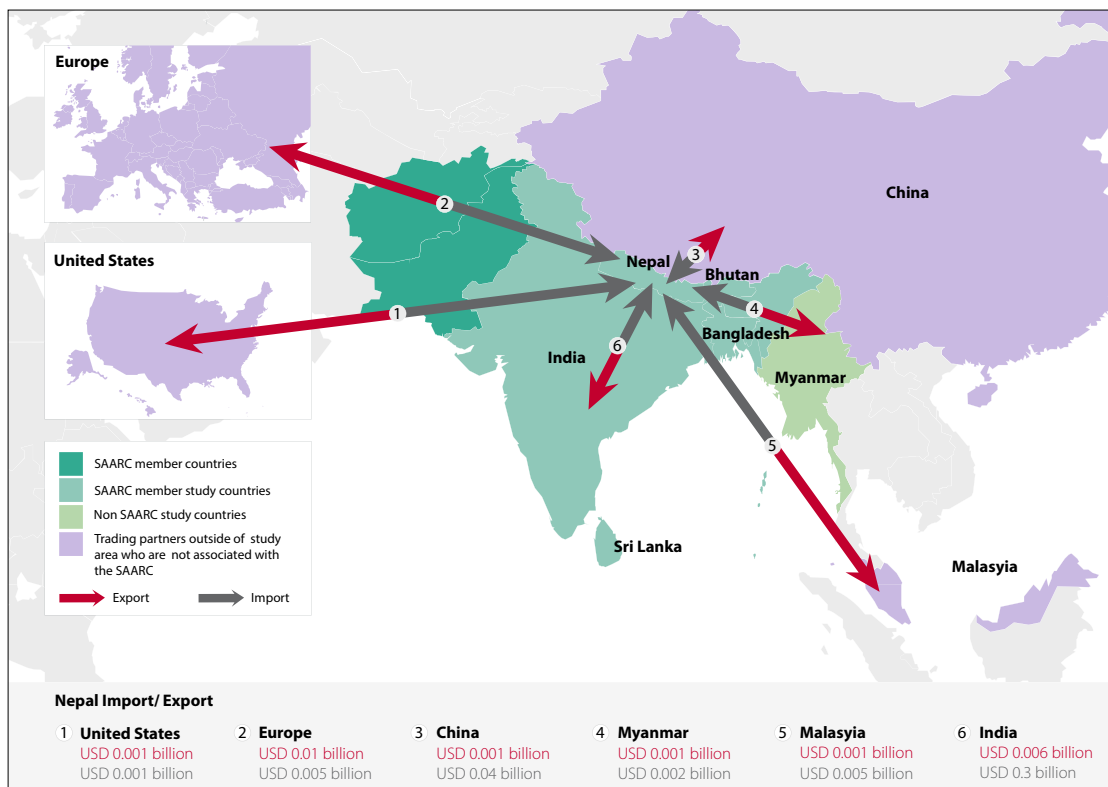 Europe
United States
China
Nepal
Bhutan
Bangladesh
India
Myanmar
Sri Lanka
Malasyia
2
1
3
4
6
5
SAARC member countries
SAARC member study countries
Non SAARC study countries
Trading partners outside of study
area who are not associated with
the SAARC
Export
Import
Nepal Import/ Export
1 United States
USD 0.001 billion
USD 0.001 billion
2 Europe
USD 0.01 billion
USD 0.005 billion
3 China
USD 0.001 billion
USD 0.04 billion
4 Myanmar
USD 0.001 billion
USD 0.002 billion
5 Malasyia
USD 0.001 billion
USD 0.005 billion
6 India
USD 0.006 billion
USD 0.3 billion